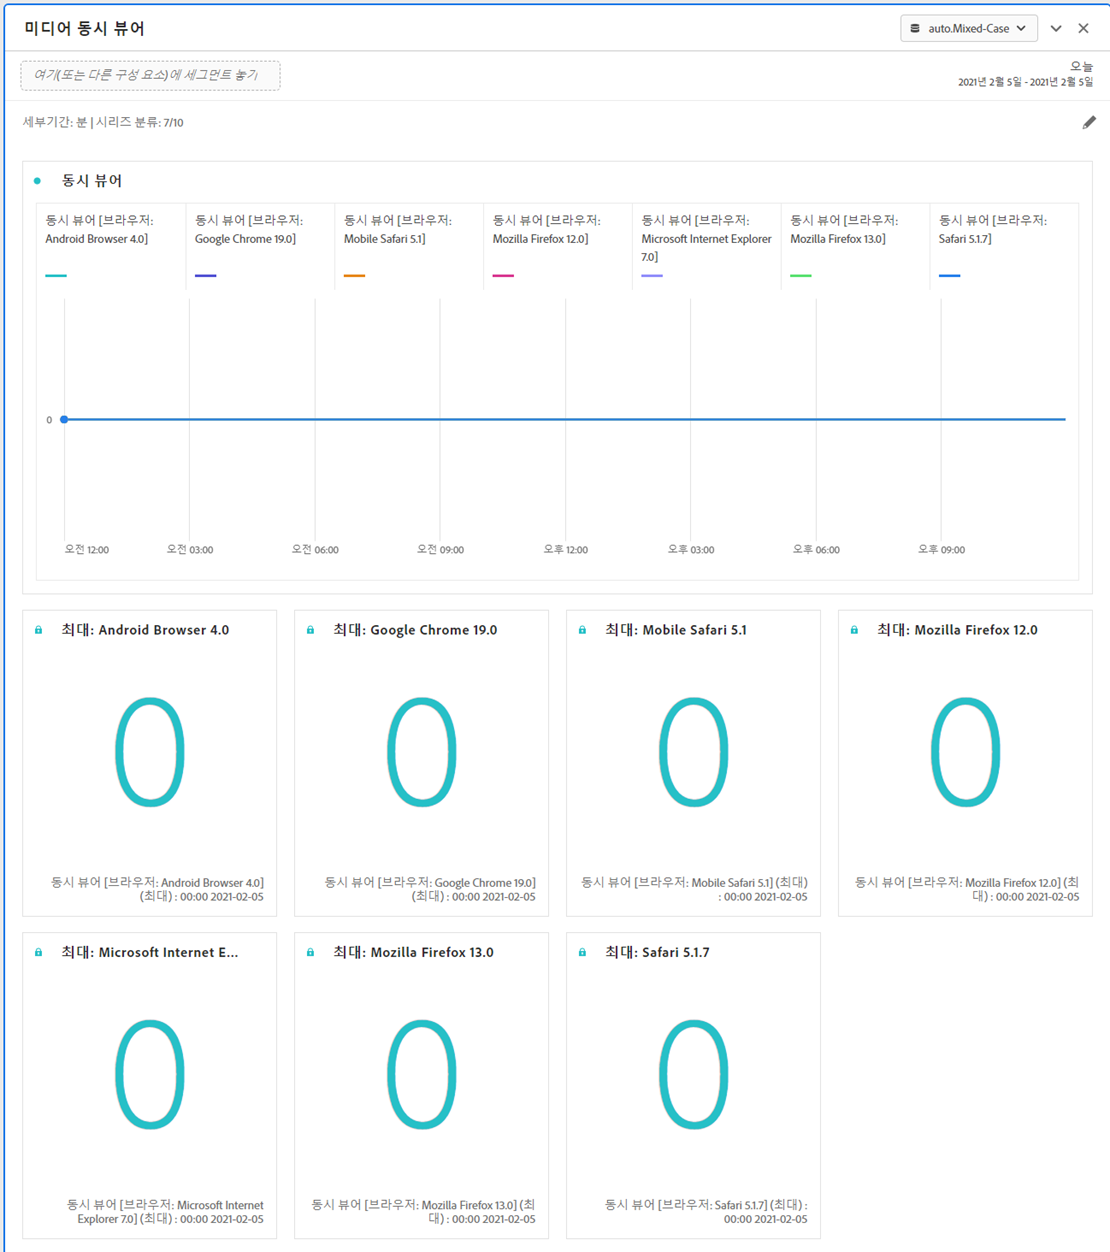 미디어 동시 뷰어
auto.Mixed-Case
여기(또는 다른 구성 요소)에 세그먼트 놓기
오늘
2021년 2월 5일 - 2021년 2월 5일
세부기간: 분 | 시리즈 분류: 7/10
동시 뷰어
동시 뷰어 [브라우저:
Android Browser 4.0]
동시 뷰어 [브라우저:
Google Chrome 19.0]
동시 뷰어 [브라우저:
Mobile Safari 5.1]
동시 뷰어 [브라우저:
Mozilla Firefox 12.0]
동시 뷰어 [브라우저:
Microsoft Internet Explorer
7.0]
동시 뷰어 [브라우저:
Mozilla Firefox 13.0]
동시 뷰어 [브라우저:
Safari 5.1.7]
0
오전 12:00
오전 03:00
오전 06:00
오전 09:00
오후 12:00
오후 03:00
오후 06:00
오후 09:00
최대: Android Browser 4.0
0
동시 뷰어 [브라우저: Android Browser 4.0]
(최대) : 00:00 2021-02-05
최대: Google Chrome 19.0
0
동시 뷰어 [브라우저: Google Chrome 19.0]
(최대) : 00:00 2021-02-05
최대: Mobile Safari 5.1
0
동시 뷰어 [브라우저: Mobile Safari 5.1] (최대)
: 00:00 2021-02-05
최대: Mozilla Firefox 12.0
0
동시 뷰어 [브라우저: Mozilla Firefox 12.0] (최
대) : 00:00 2021-02-05
최대: Microsoft Internet E...
0
동시 뷰어 [브라우저: Microsoft Internet
Explorer 7.0] (최대) : 00:00 2021-02-05
최대: Mozilla Firefox 13.0
0
동시 뷰어 [브라우저: Mozilla Firefox 13.0] (최
대) : 00:00 2021-02-05
최대: Safari 5.1.7
0
동시 뷰어 [브라우저: Safari 5.1.7] (최대) :
00:00 2021-02-05